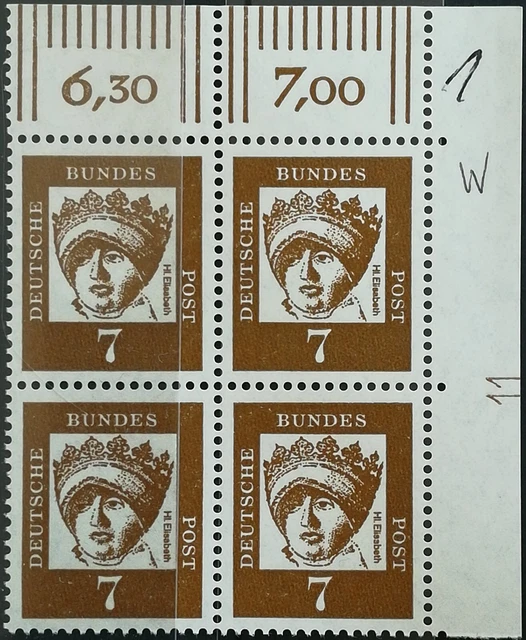 6,30 7,00
1
W
BUNDES
DEUTSCHE
Hl Elisabeth
POST
7
BUNDES
DEUTSCHE
Hl Elisabeth
POST
7
11
BUNDES
DEUTSCHE
Hl Elisabeth
POST
7
BUNDES
DEUTSCHE
Hl Elisabeth
POST
7